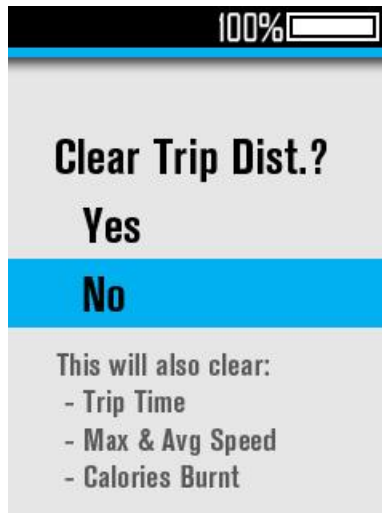 100%
Clear Trip Dist.?
Yes
No
This will also clear:
- Trip Time
- Max & Avg Speed
- Calories Burnt